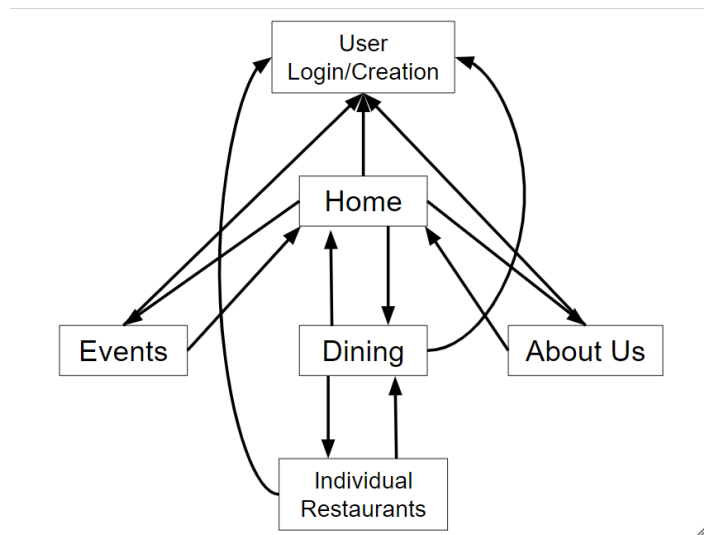 User
Login/Creation
Home
Events
Dining
About Us
Individual
Restaurants